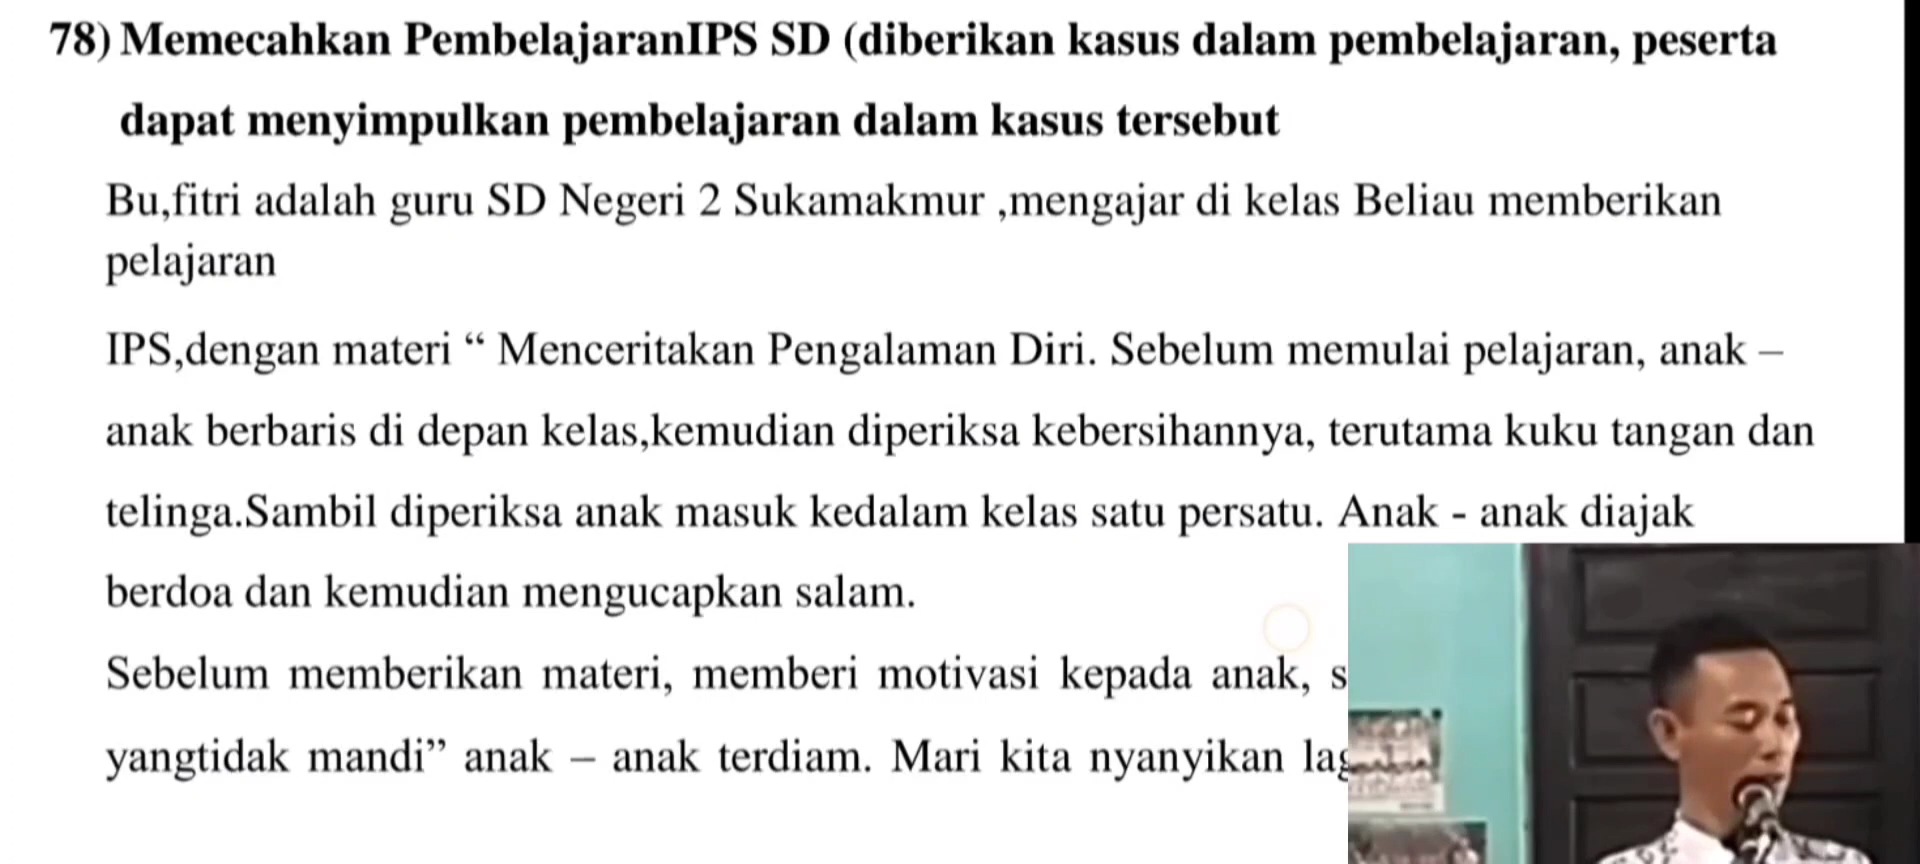 78) Memecahkan PembelajaranIPS SD (diberikan kasus dalam pembelajaran, peserta
dapat menyimpulkan pembelajaran dalam kasus tersebut
Bu,fitri adalah guru SD Negeri 2 Sukamakmur ,mengajar di kelas Beliau memberikan
pelajaran
IPS,dengan materi “ Menceritakan Pengalaman Diri. Sebelum memulai pelajaran, anak –
anak berbaris di depan kelas,kemudian diperiksa kebersihannya, terutama kuku tangan dan
telinga.Sambil diperiksa anak masuk kedalam kelas satu persatu. Anak - anak diajak
berdoa dan kemudian mengucapkan salam.
Sebelum memberikan materi, memberi motivasi kepada anak,
yangtidak mandi” anak – anak terdiam. Mari kita nyanyikan